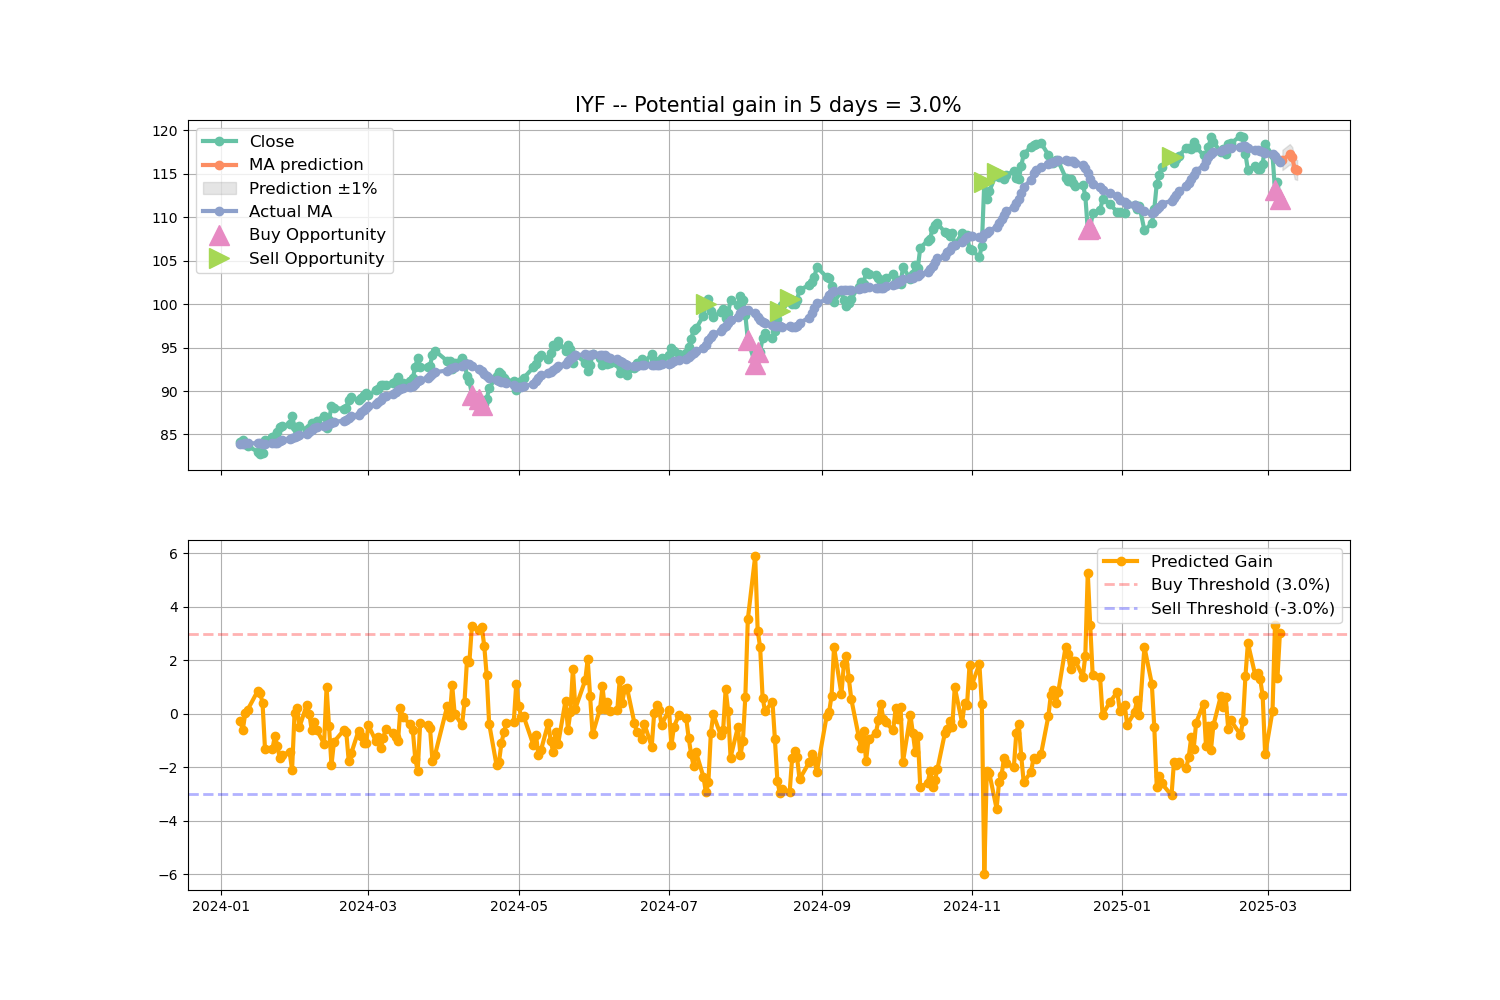 IYF -- Potential gain in 5 days = 3.0%
120
115
110
105
100
95
90
85
Close
MA prediction
Prediction ±1%
Actual MA
Buy Opportunity
Sell Opportunity
6
4
2
0
−2
−4
−6
Predicted Gain
Buy Threshold (3.0%)
Sell Threshold (-3.0%)
2024-01
2024-03
2024-05
2024-07
2024-09
2024-11
2025-01
2025-03